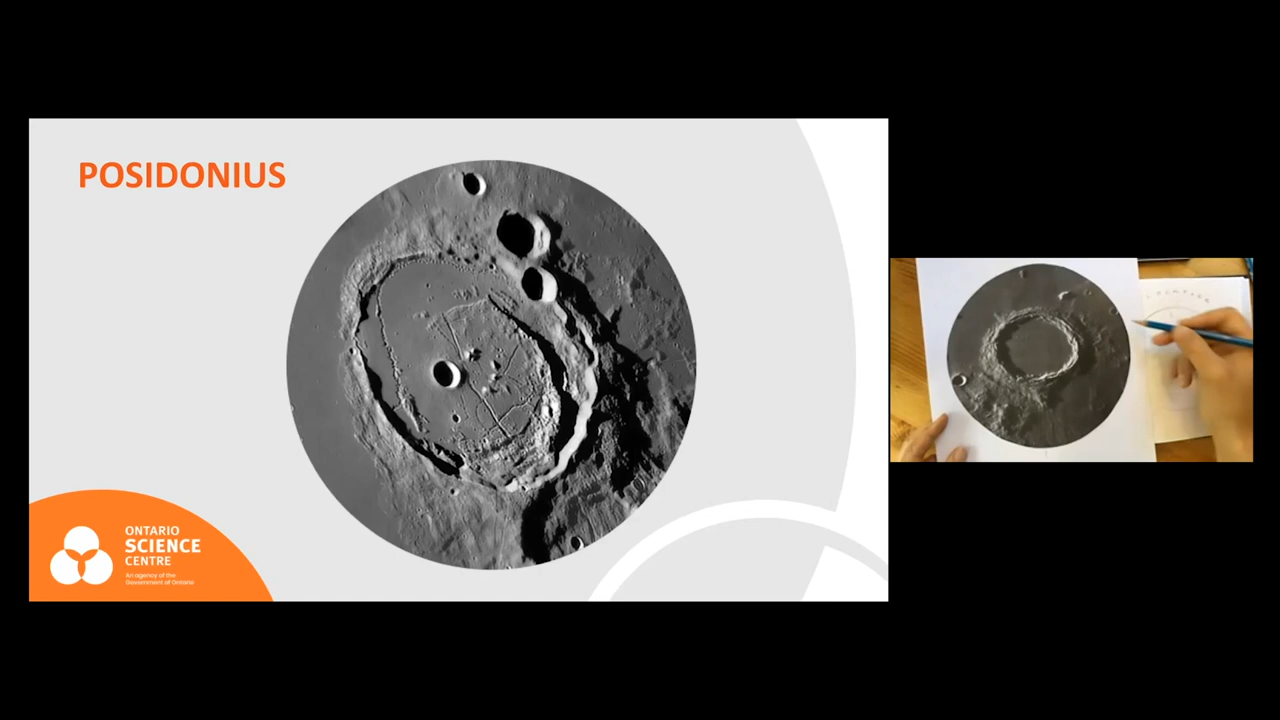 POSIDONIUS
ONTARIO
SCIENCE
CENTRE
An agency of the
Government of Ontario